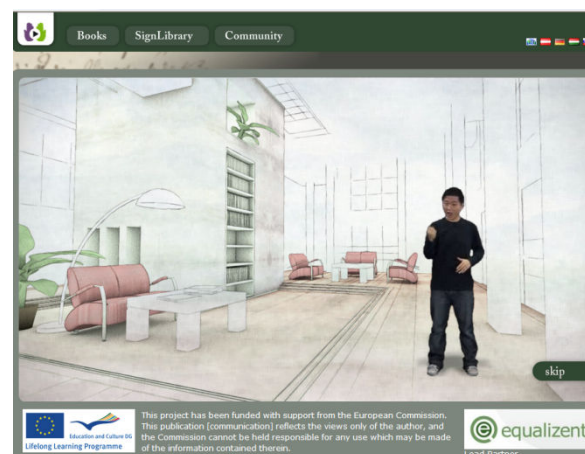 Books SignLibrary Community
skip
Education and Culture DG
Lifelong Learning Programme
This project has been funded with support from the European Commission.
This publication [communication] reflects the views only of the author, and
the Commission cannot be held responsible for any use which may be made
of the information contained therein.
equalizent
Lead Partner